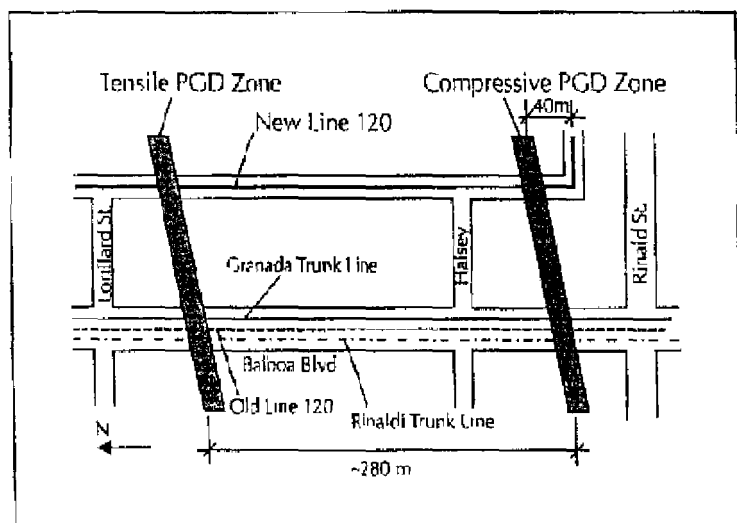 Tensile PGD Zone
Compressive PGD Zone
40m
New Line 120
Lorillard St.
Halsey
Rinaldi St.
Granada Trunk Line
Balboa Blvd
Old Line 120
Rinaldi Trunk Line
N
~280 m